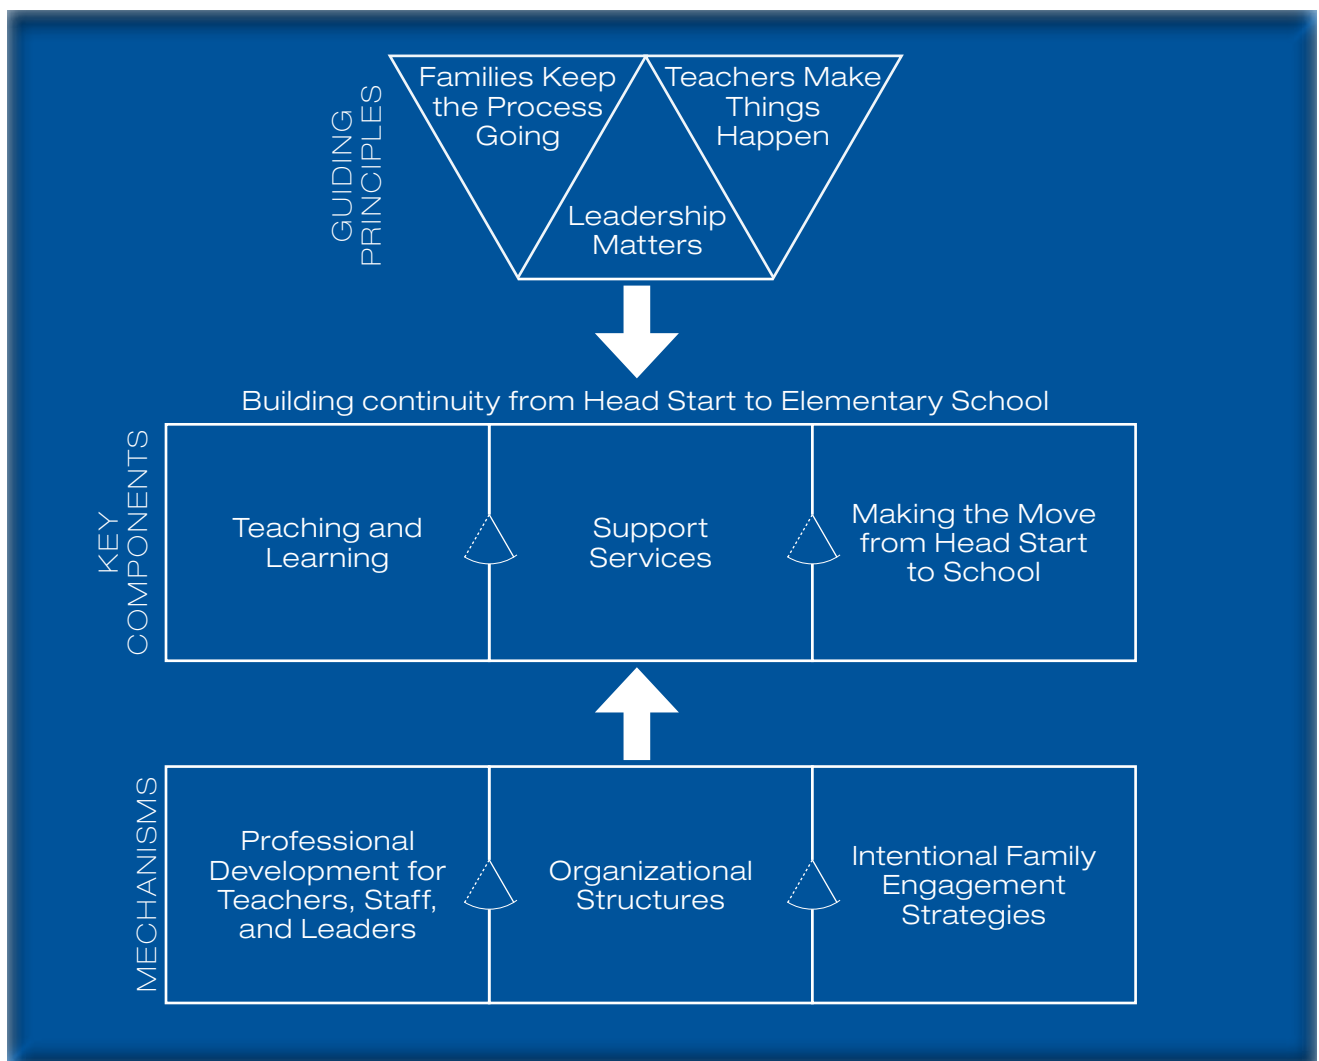 GUIDING
PRINCIPLES
Families Keep
the Process
Going
Teachers Make
Things
Happen
Leadership
Matters
Building continuity from Head Start to Elementary School
KEY
COMPONENTS
Teaching and
Learning
Support
Services
Making the Move
from Head Start
to School
MECHANISMS
Professional
Development for
Teachers, Staff,
and Leaders
Organizational
Structures
Intentional Family
Engagement
Strategies